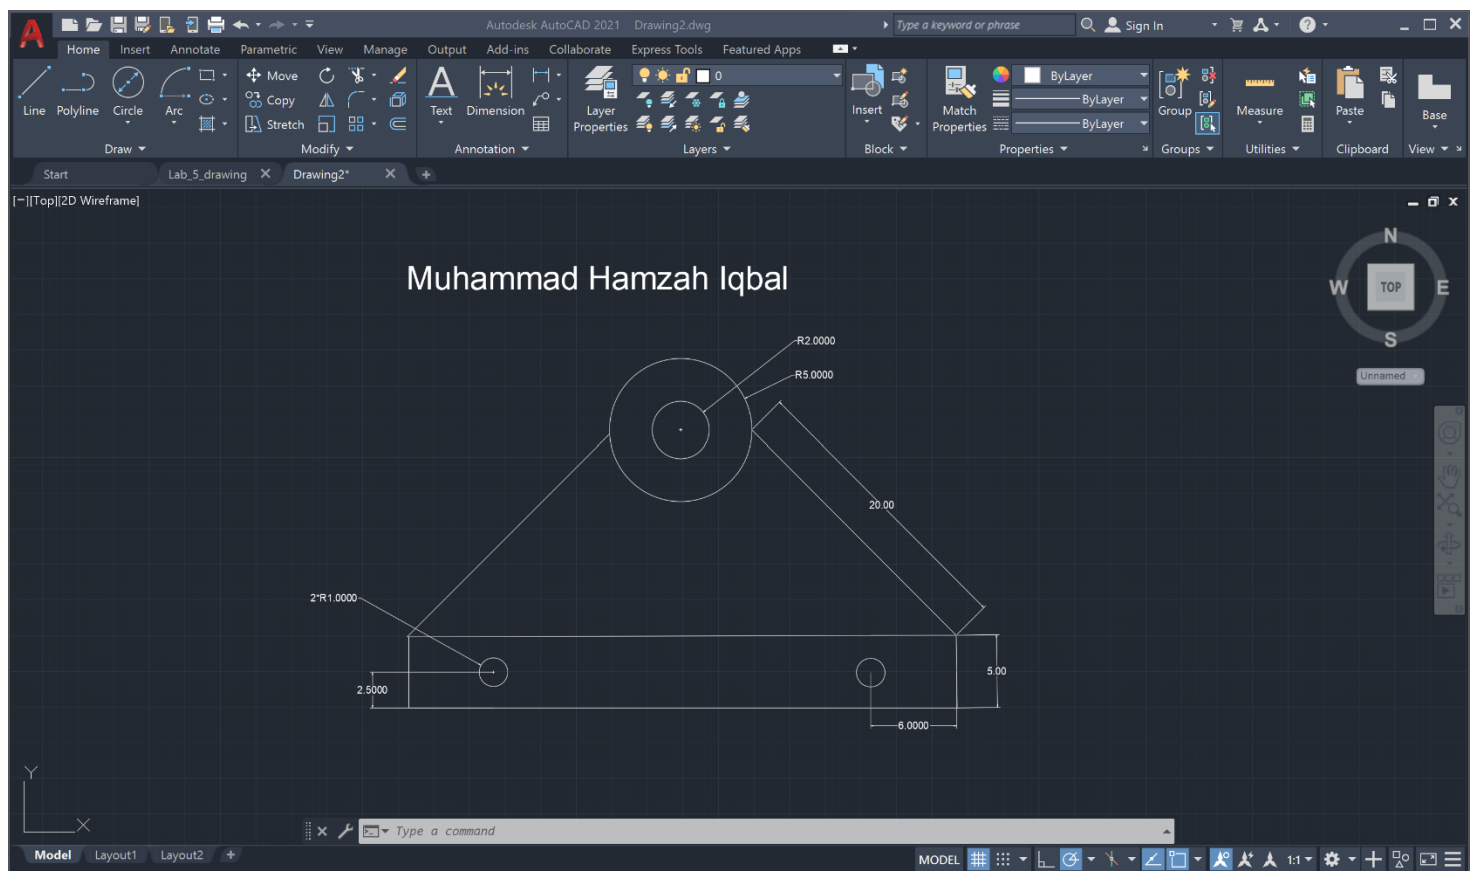 Autodesk AutoCAD 2021 Drawing2.dwg Type a keyword or phrase Sign In ?
Home Insert Annotate Parametric View Manage Output Add-ins Collaborate Express Tools Featured Apps
Line Polyline Circle Arc
Move
Copy
Stretch
Text Dimension
Layer Properties
0
Insert
Match Properties
ByLayer
ByLayer
ByLayer
Group
Measure
Paste
Base
Draw Modify Annotation Layers Block Properties Groups Utilities Clipboard View
Start Lab_5_drawing Drawing2*
[−][Top][2D Wireframe]
N
W TOP E
S
Unnamed
Muhammad Hamzah Iqbal
R2.0000
R5.0000
20.00
2*R1.0000
2.5000
5.00
6.0000
Y
X
Type a command
Model Layout1 Layout2 +
MODEL 1:1